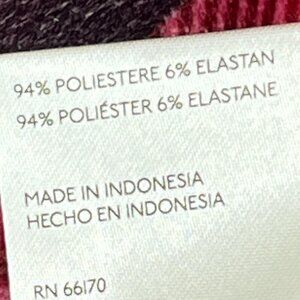 94% POLIESTERE 6% ELASTAN
94% POLIÉSTER 6% ELASTANE
MADE IN INDONESIA
HECHO EN INDONESIA
RN 66170